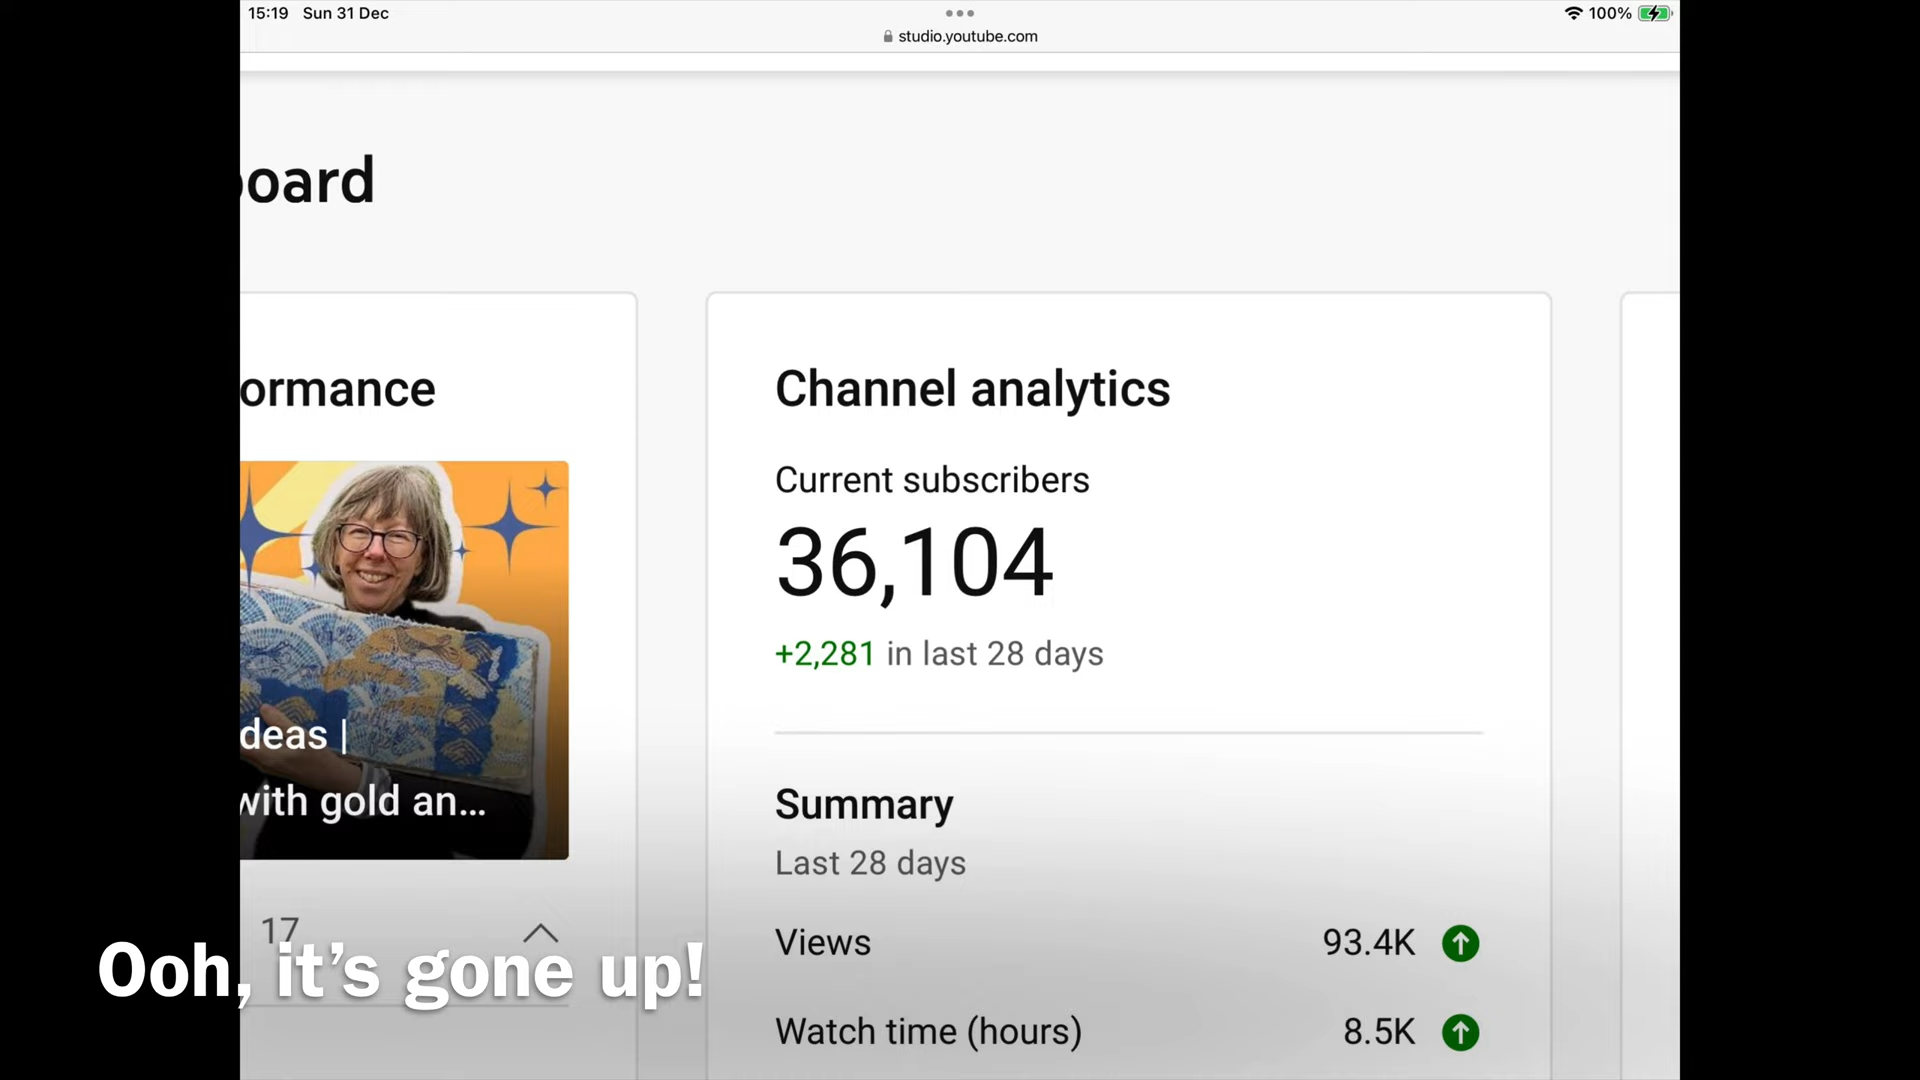 15:19 Sun 31 Dec
100%
studio.youtube.com
board
ormance
deas |
with gold an...
17
Channel analytics
Current subscribers
36,104
+2,281 in last 28 days
Summary
Last 28 days
Views 93.4K
Watch time (hours) 8.5K
Ooh, it's gone up!